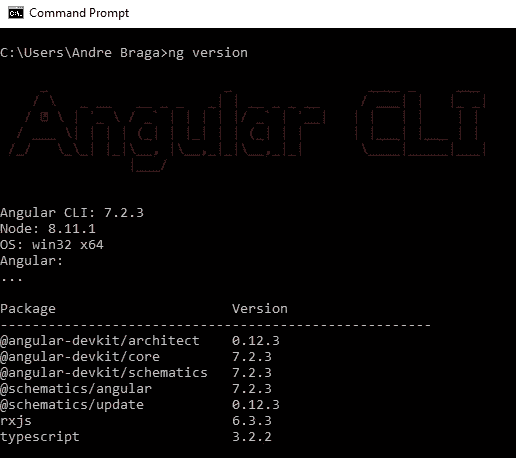 Command Prompt
C:\Users\Andre Braga>ng version
Angular CLI
Angular CLI: 7.2.3
Node: 8.11.1
OS: win32 x64
Angular:
...
Package Version
------------------------------------------------------
@angular-devkit/architect 0.12.3
@angular-devkit/core 7.2.3
@angular-devkit/schematics 7.2.3
@schematics/angular 7.2.3
@schematics/update 0.12.3
rxjs 6.3.3
typescript 3.2.2